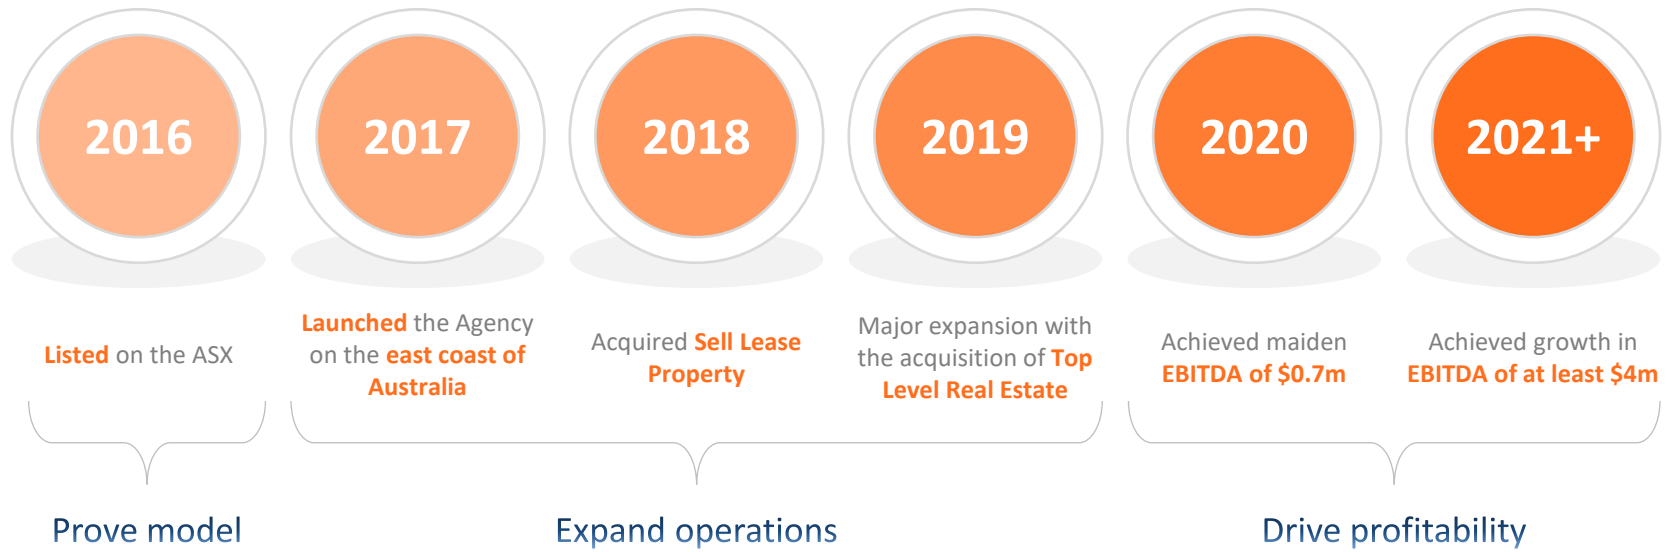 2016
2017
2018
2019
2020
2021+
Listed on the ASX
Launched the Agency
on the east coast of
Australia
Acquired Sell Lease
Property
Major expansion with
the acquisition of Top
Level Real Estate
Achieved maiden
EBITDA of $0.7m
Achieved growth in
EBITDA of at least $4m
Prove model
Expand operations
Drive profitability